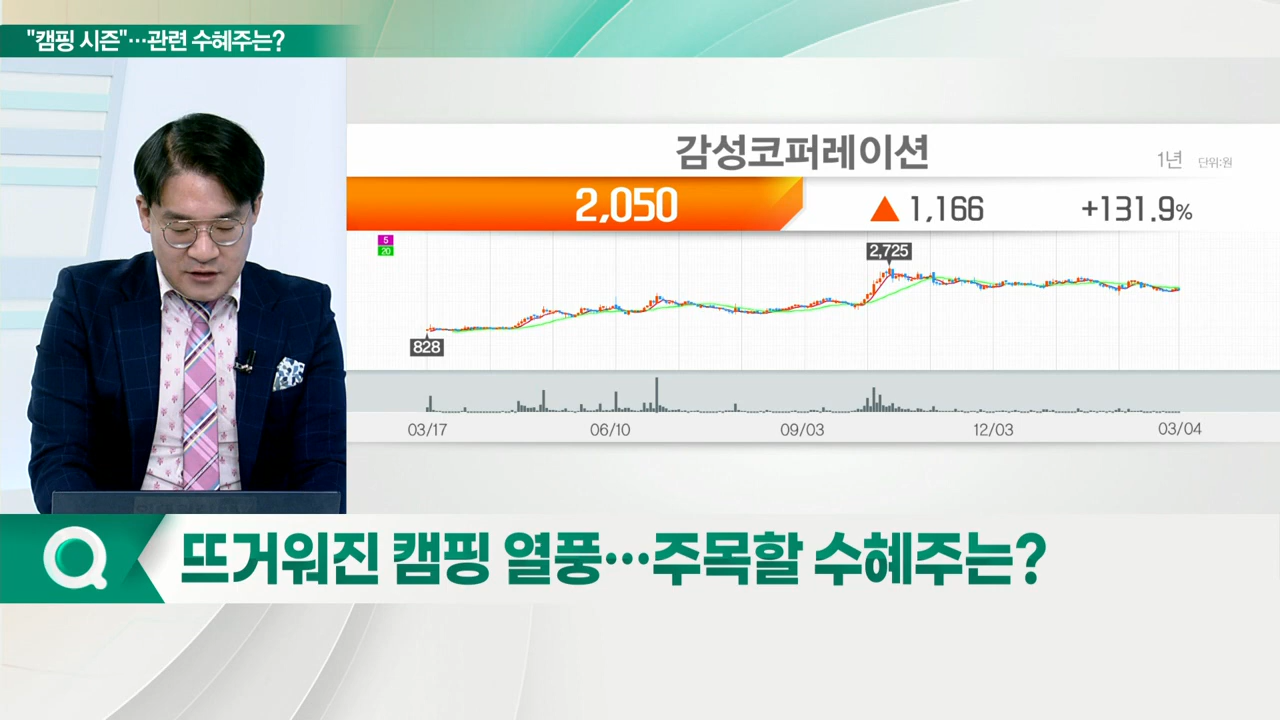 "캠핑 시즌"…관련 수혜주는?
감성코퍼레이션
1년 단위:원
2,050 ▲ 1,166 +131.9%
5
20
2,725
828
03/17 06/10 09/03 12/03 03/04
뜨거워진 캠핑 열풍…주목할 수혜주는?